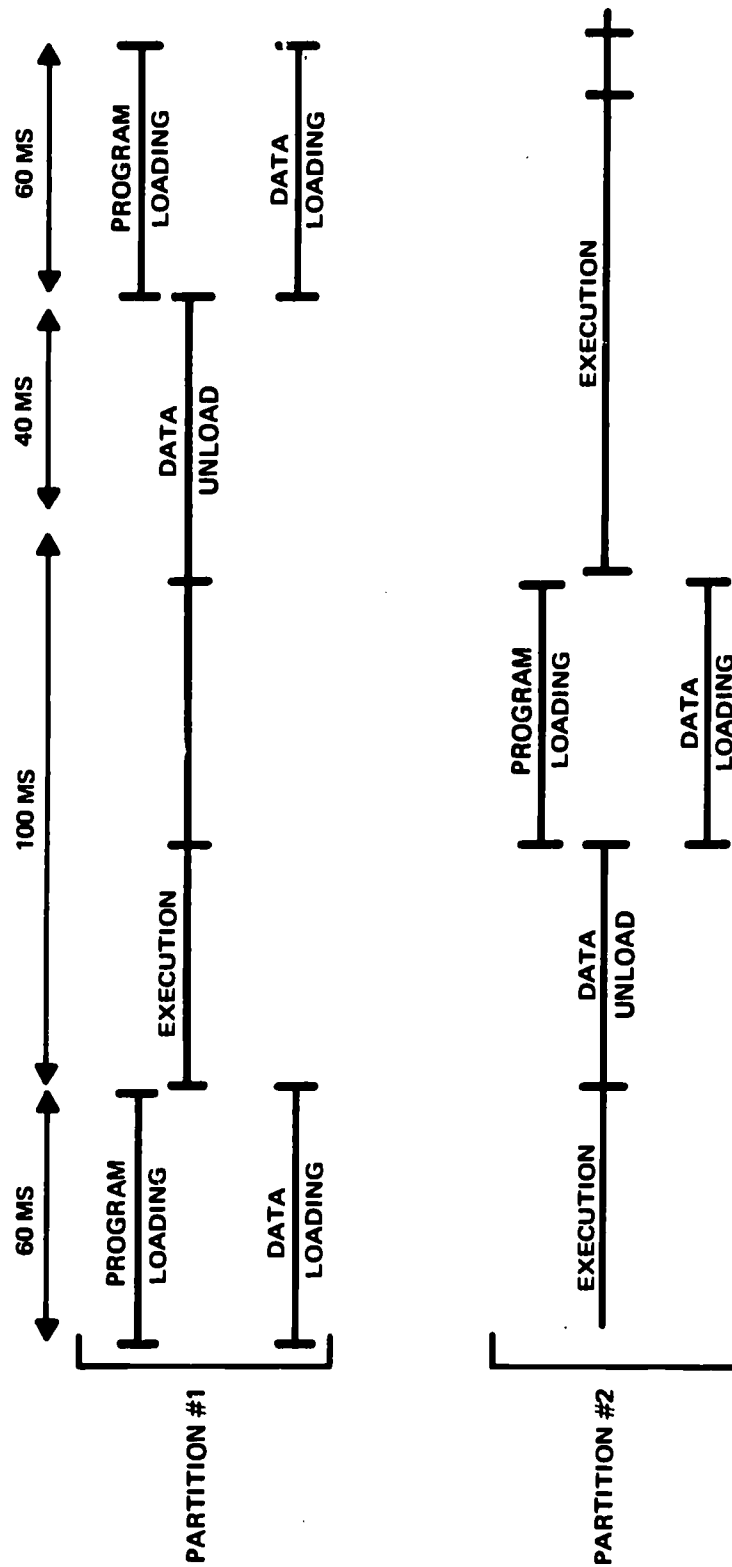 60 MS
100 MS
40 MS
60 MS
PARTITION #1
PROGRAM
LOADING
DATA
LOADING
EXECUTION
DATA
UNLOAD
PROGRAM
LOADING
DATA
LOADING
PARTITION #2
EXECUTION
DATA
UNLOAD
PROGRAM
LOADING
DATA
LOADING
EXECUTION